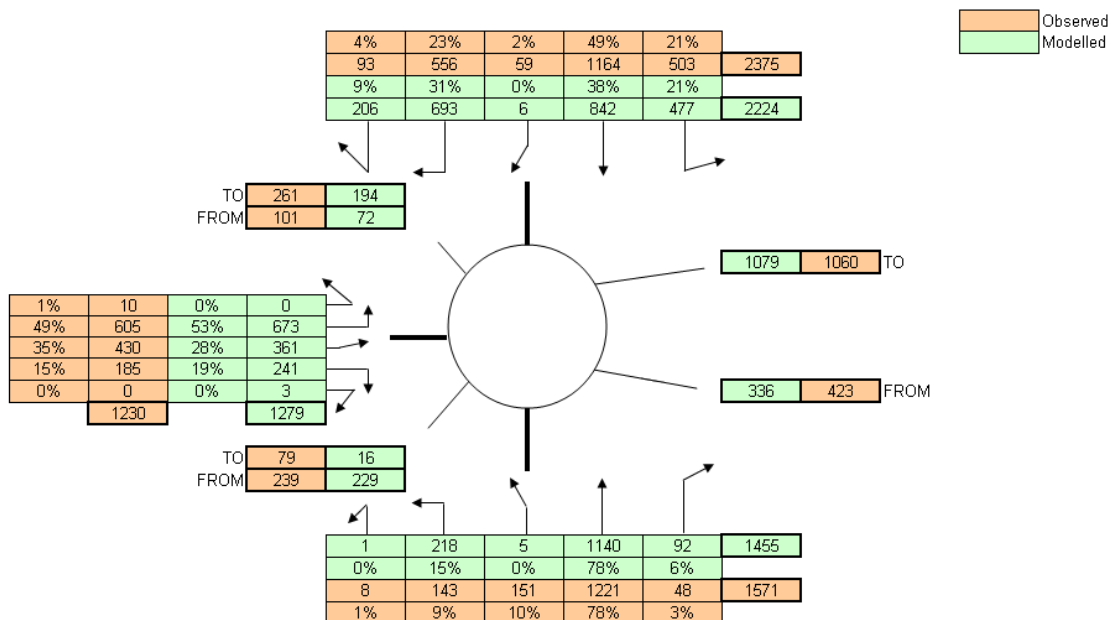 Observed
Modelled
4% 23% 2% 49% 21%
93 556 59 1164 503 2375
9% 31% 0% 38% 21%
206 693 6 842 477 2224
TO 261 194
FROM 101 72
1079 1060 TO
1% 10 0% 0
49% 605 53% 673
35% 430 28% 361
15% 185 19% 241
0% 0 0% 3
1230 1279
336 423 FROM
TO 79 16
FROM 239 229
1 218 5 1140 92 1455
0% 15% 0% 78% 6%
8 143 151 1221 48 1571
1% 9% 10% 78% 3%